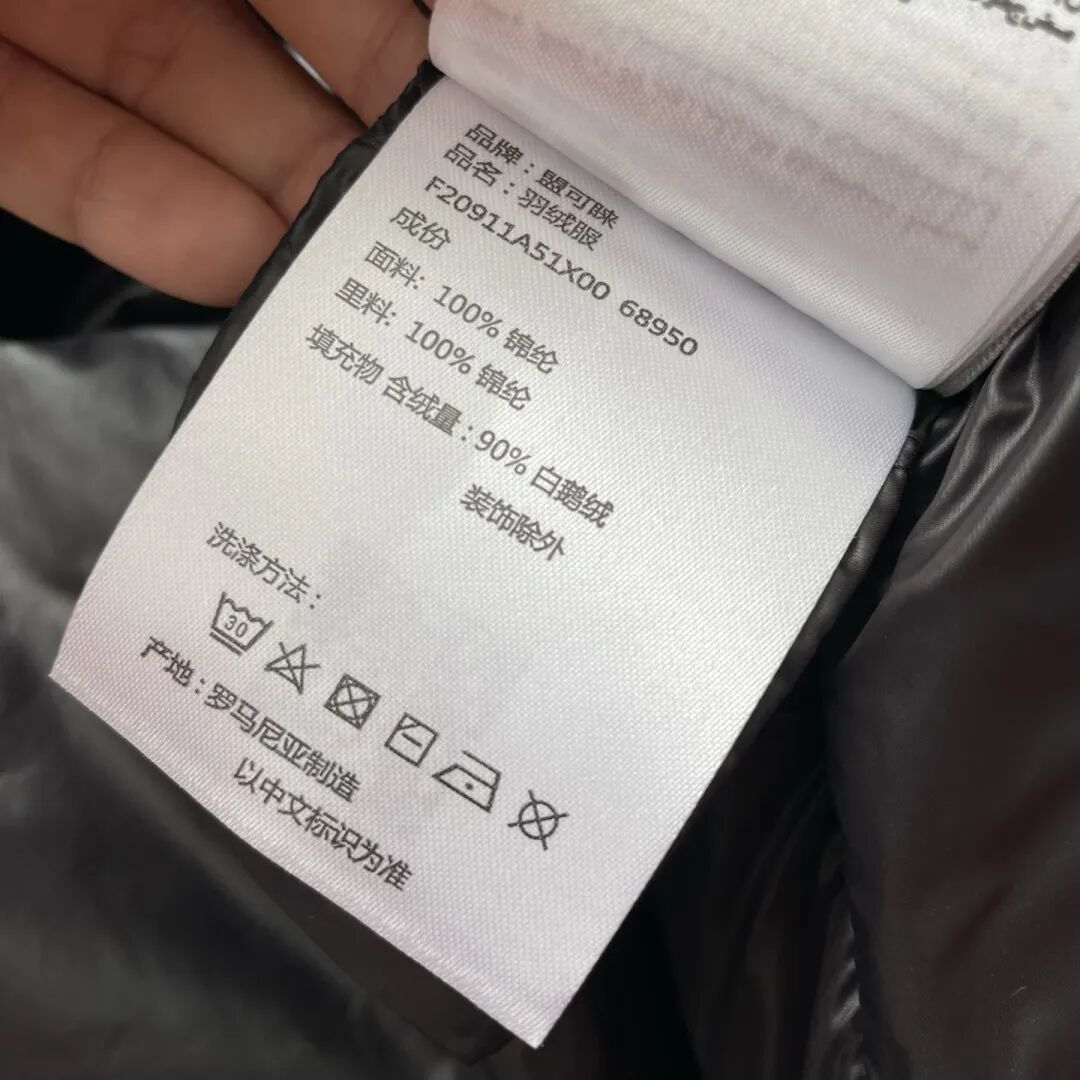 品牌：盟可睐
品名：羽绒服
F20911A51X00 68950
成份
面料: 100% 锦纶
里料: 100% 锦纶
填充物 含绒量：90% 白鹅绒
装饰除外
洗涤方法：
30
产地：罗马尼亚制造
以中文标识为准